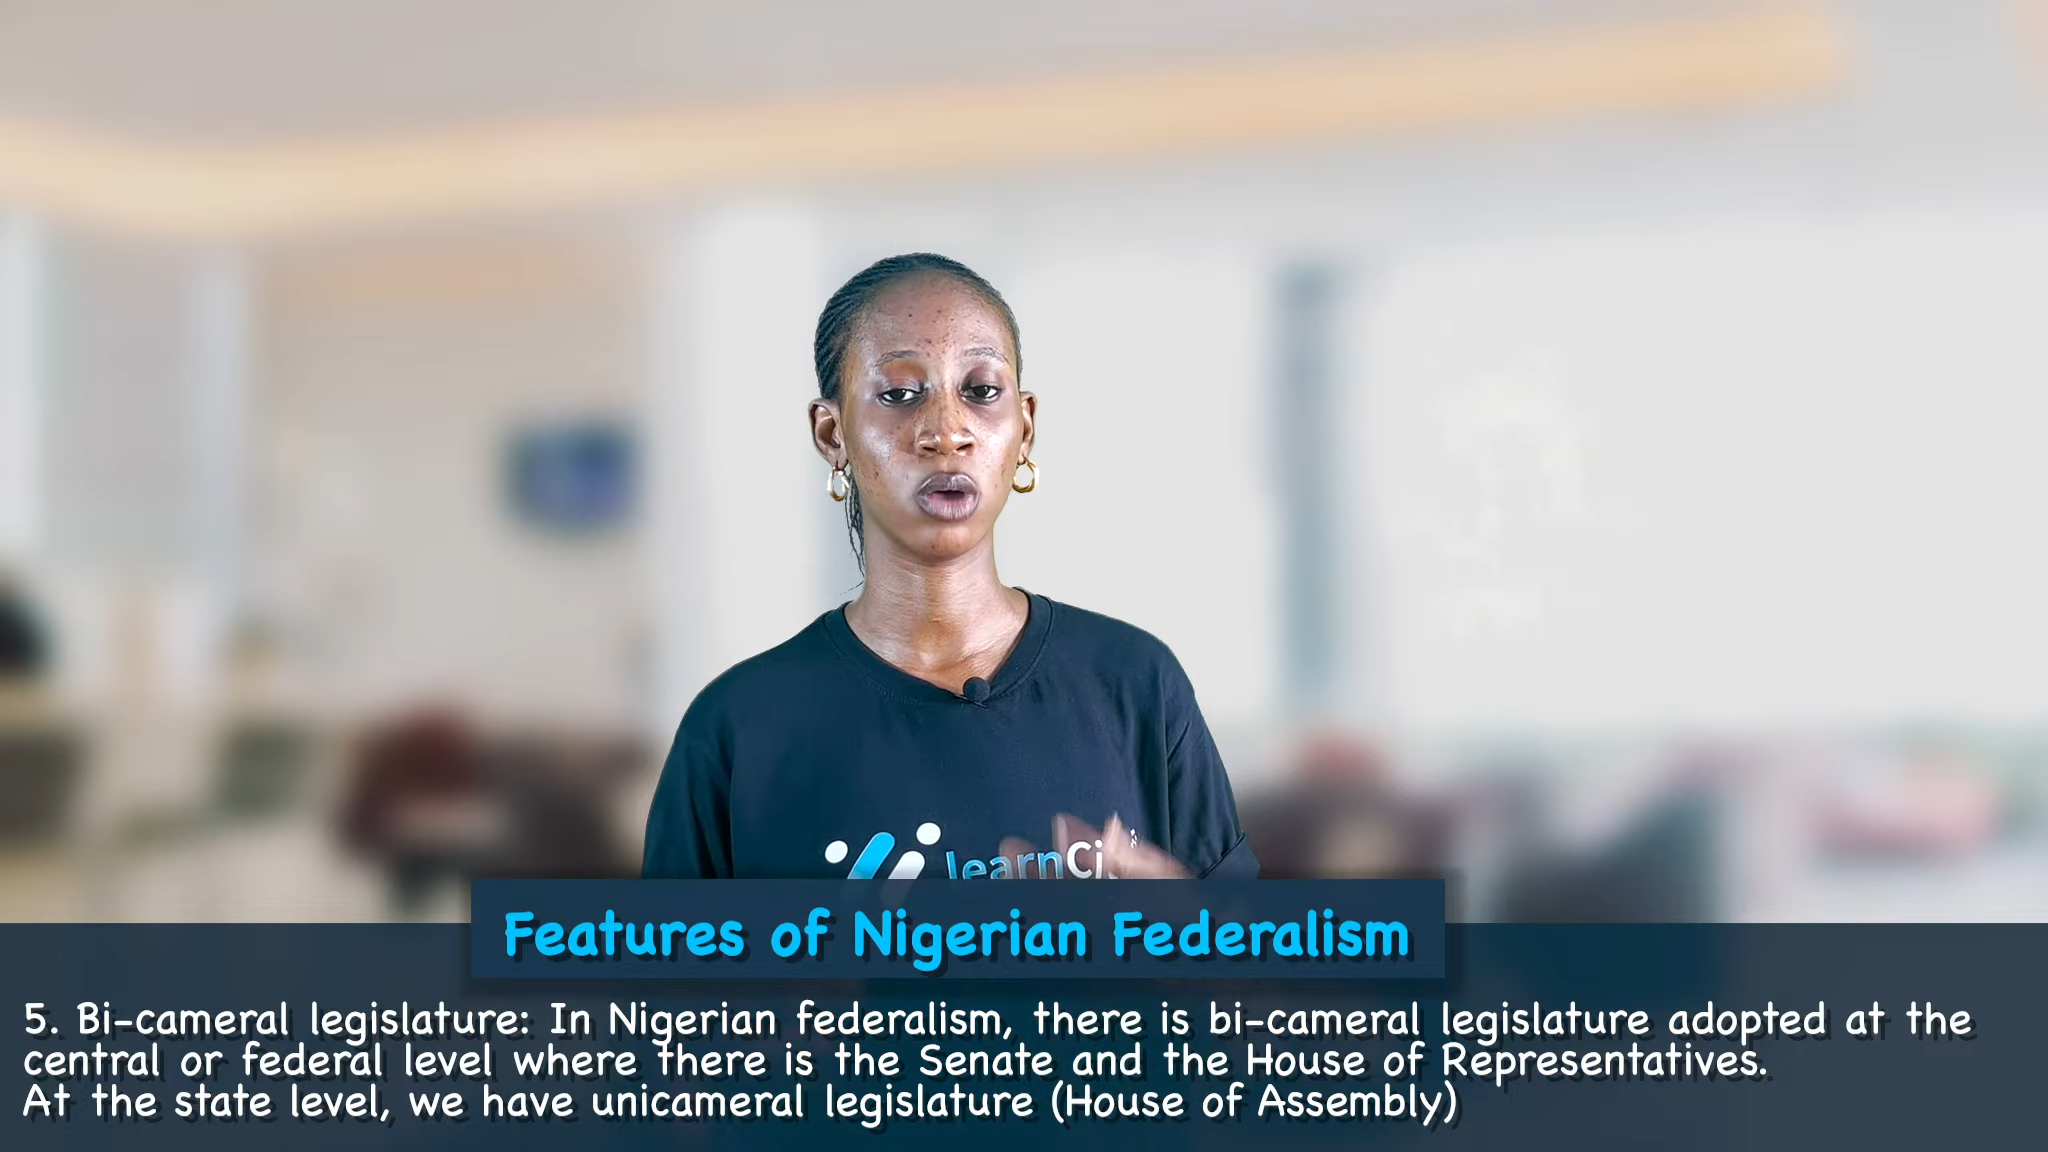 learnCi
Features of Nigerian Federalism
5. Bi-cameral legislature: In Nigerian federalism, there is bi-cameral legislature adopted at the
central or federal level where there is the Senate and the House of Representatives.
At the state level, we have unicameral legislature (House of Assembly)